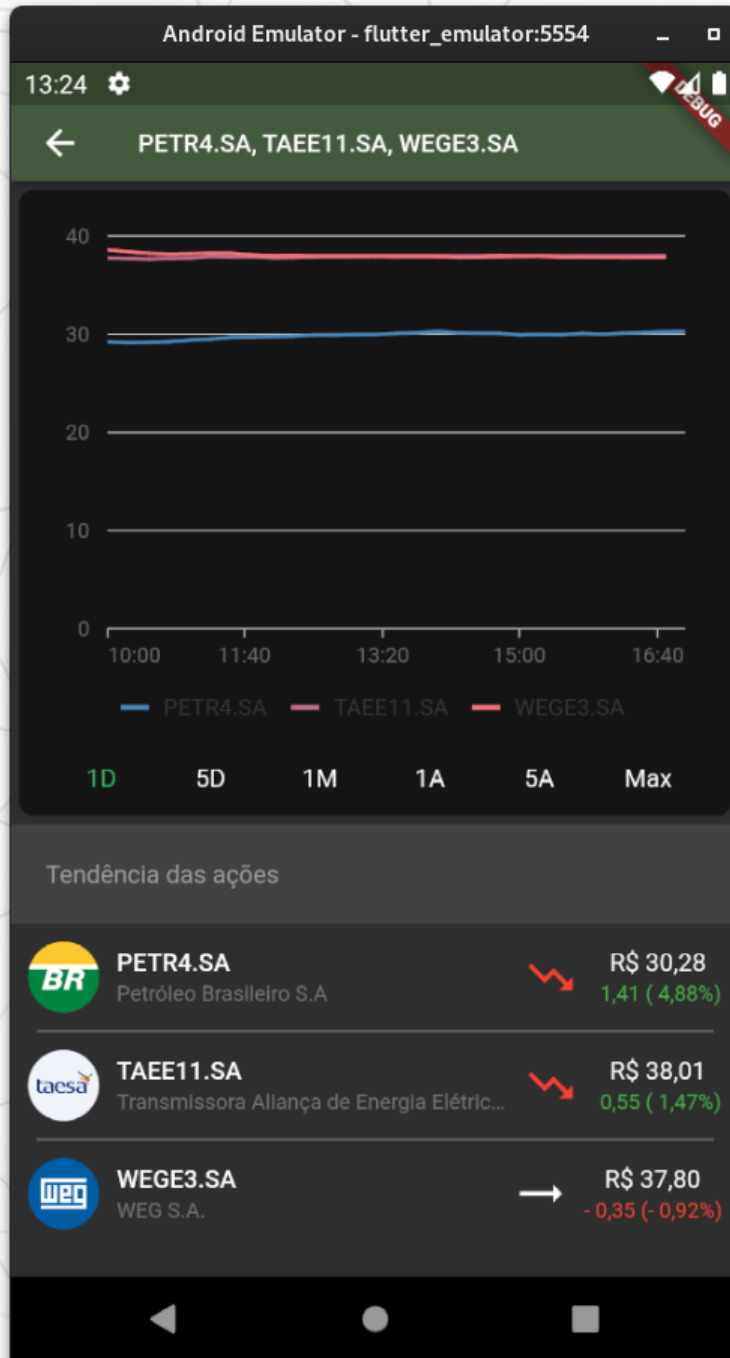 Android Emulator - flutter_emulator:5554
13:24
DEBUG
PETR4.SA, TAEE11.SA, WEGE3.SA
40
30
20
10
0
10:00 11:40 13:20 15:00 16:40
PETR4.SA TAEE11.SA WEGE3.SA
1D 5D 1M 1A 5A Max
Tendência das ações
BR
PETR4.SA R$ 30,28
Petróleo Brasileiro S.A 1,41 ( 4,88%)
taesa
TAEE11.SA R$ 38,01
Transmissora Aliança de Energia Elétric... 0,55 ( 1,47%)
weg
WEGE3.SA R$ 37,80
WEG S.A. - 0,35 (- 0,92%)